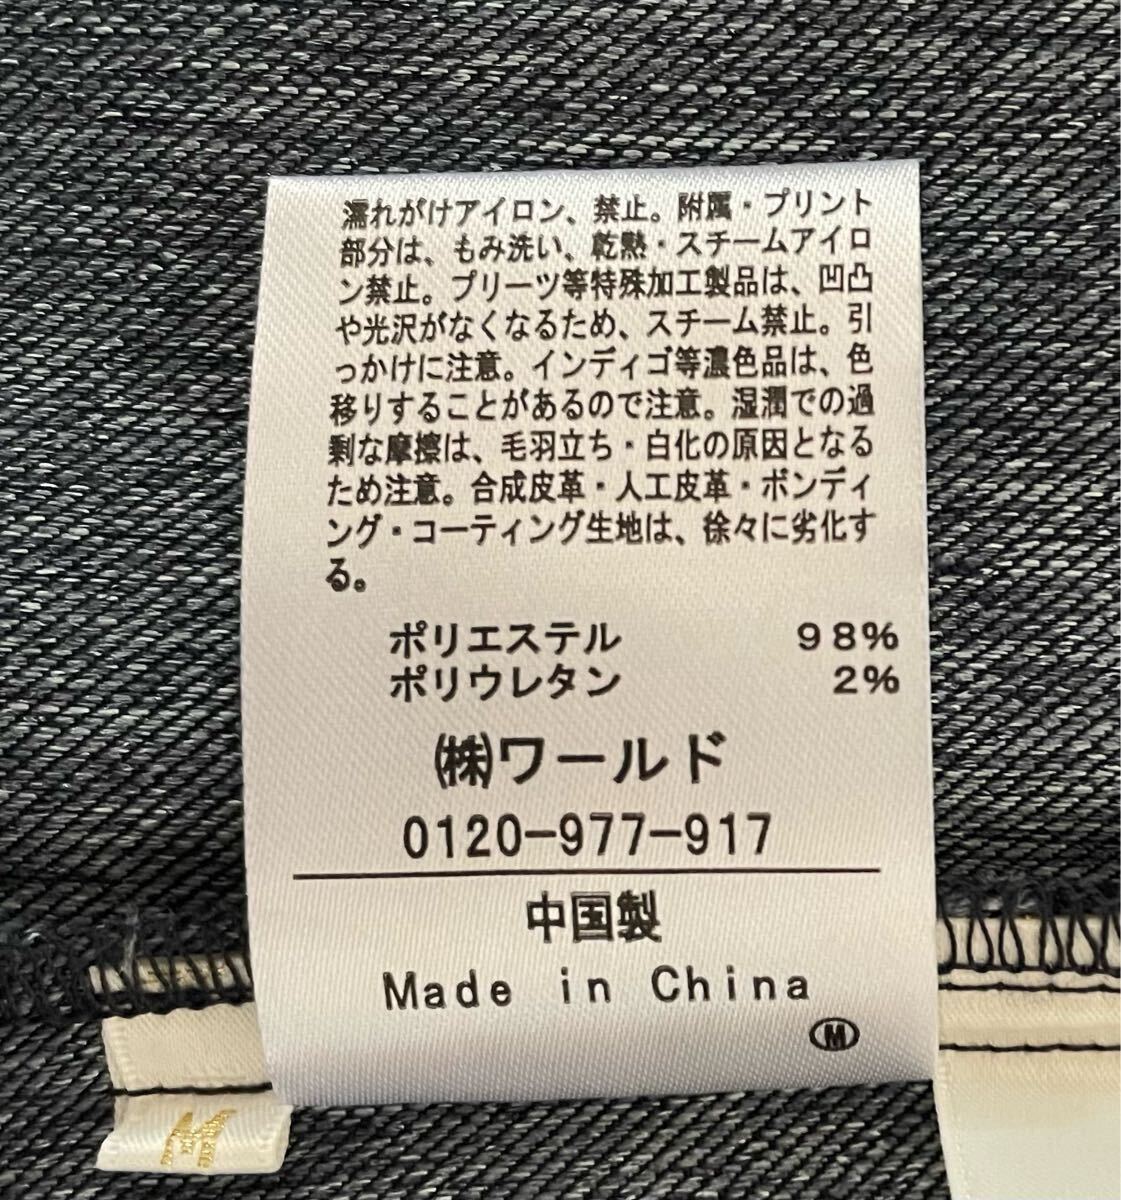 濡れがけアイロン、禁止。附属・プリント
部分は、もみ洗い、乾熱・スチームアイロ
ン禁止。プリーツ等特殊加工製品は、凹凸
や光沢がなくなるため、スチーム禁止。引
っかけに注意。インディゴ等濃色品は、色
移りすることがあるので注意。湿潤での過
剰な摩擦は、毛羽立ち・白化の原因となる
ため注意。合成皮革・人工皮革・ボンディ
ング・コーティング生地は、徐々に劣化す
る。
ポリエステル 98%
ポリウレタン 2%
㈱ワールド
0120-977-917
中国製
Made in China
Ⓜ
M